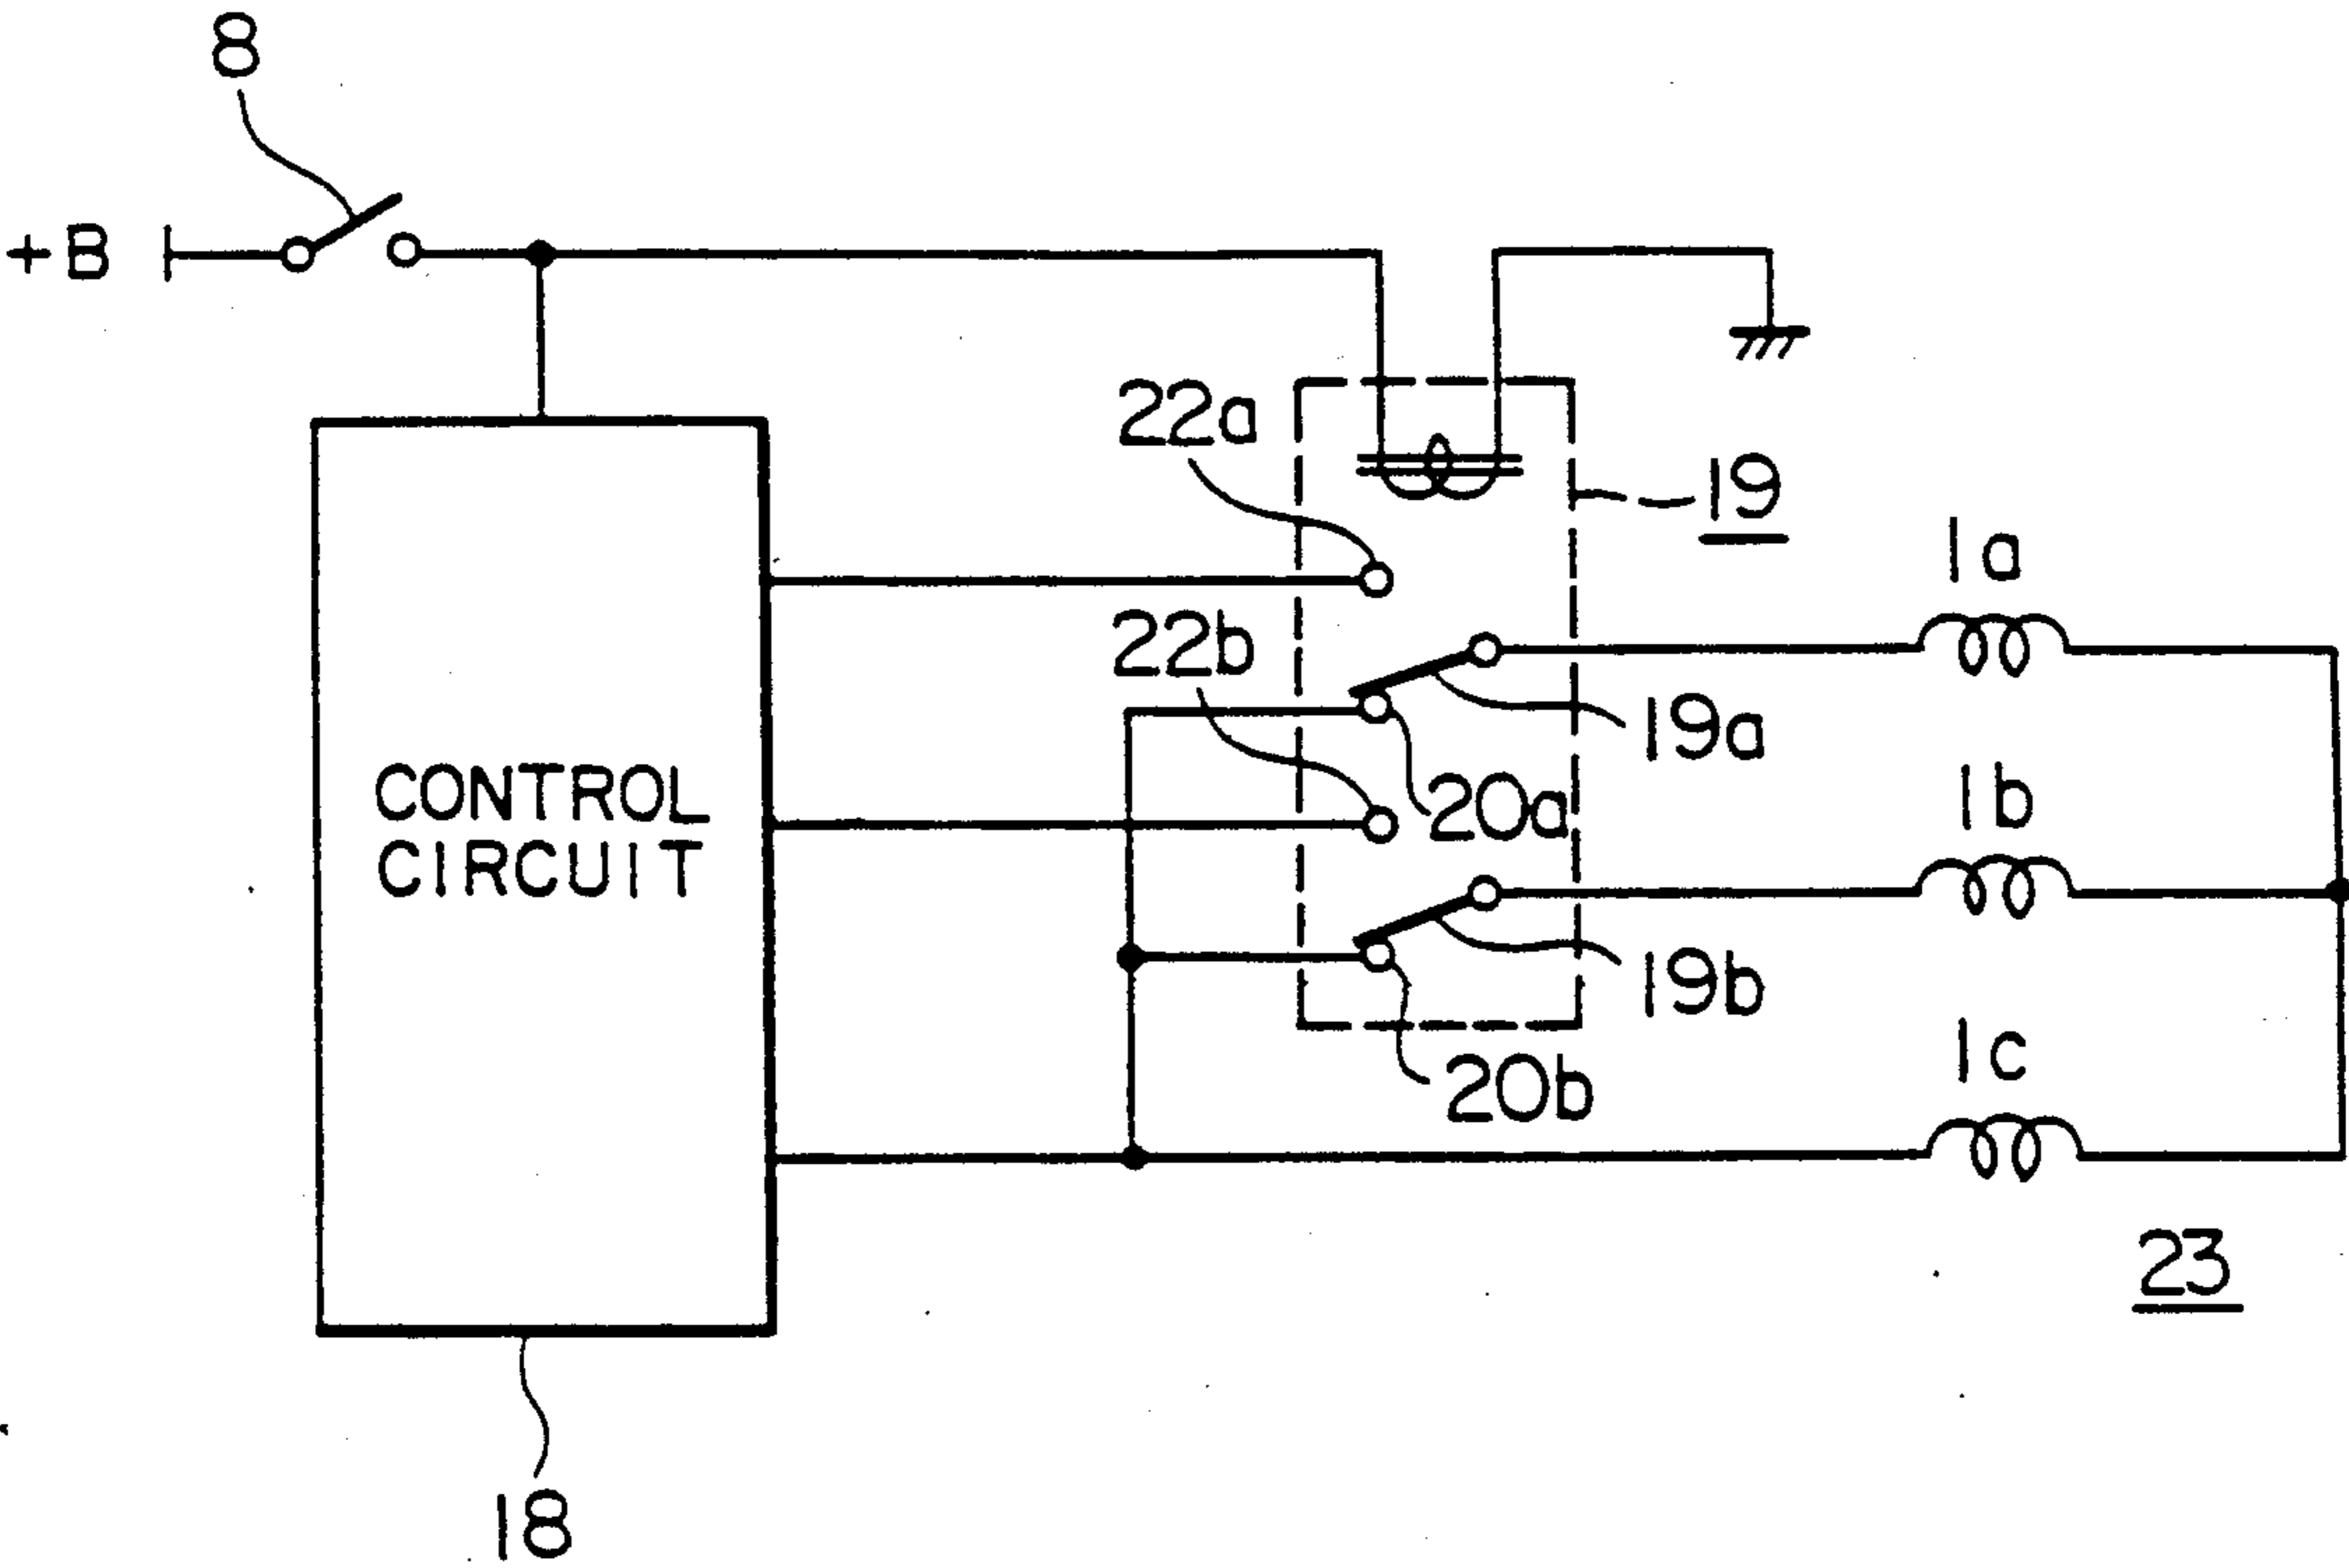 8
+B
22a
19
1a
22b
19a
1b
20a
CONTROL
CIRCUIT
19b
1c
20b
23
18